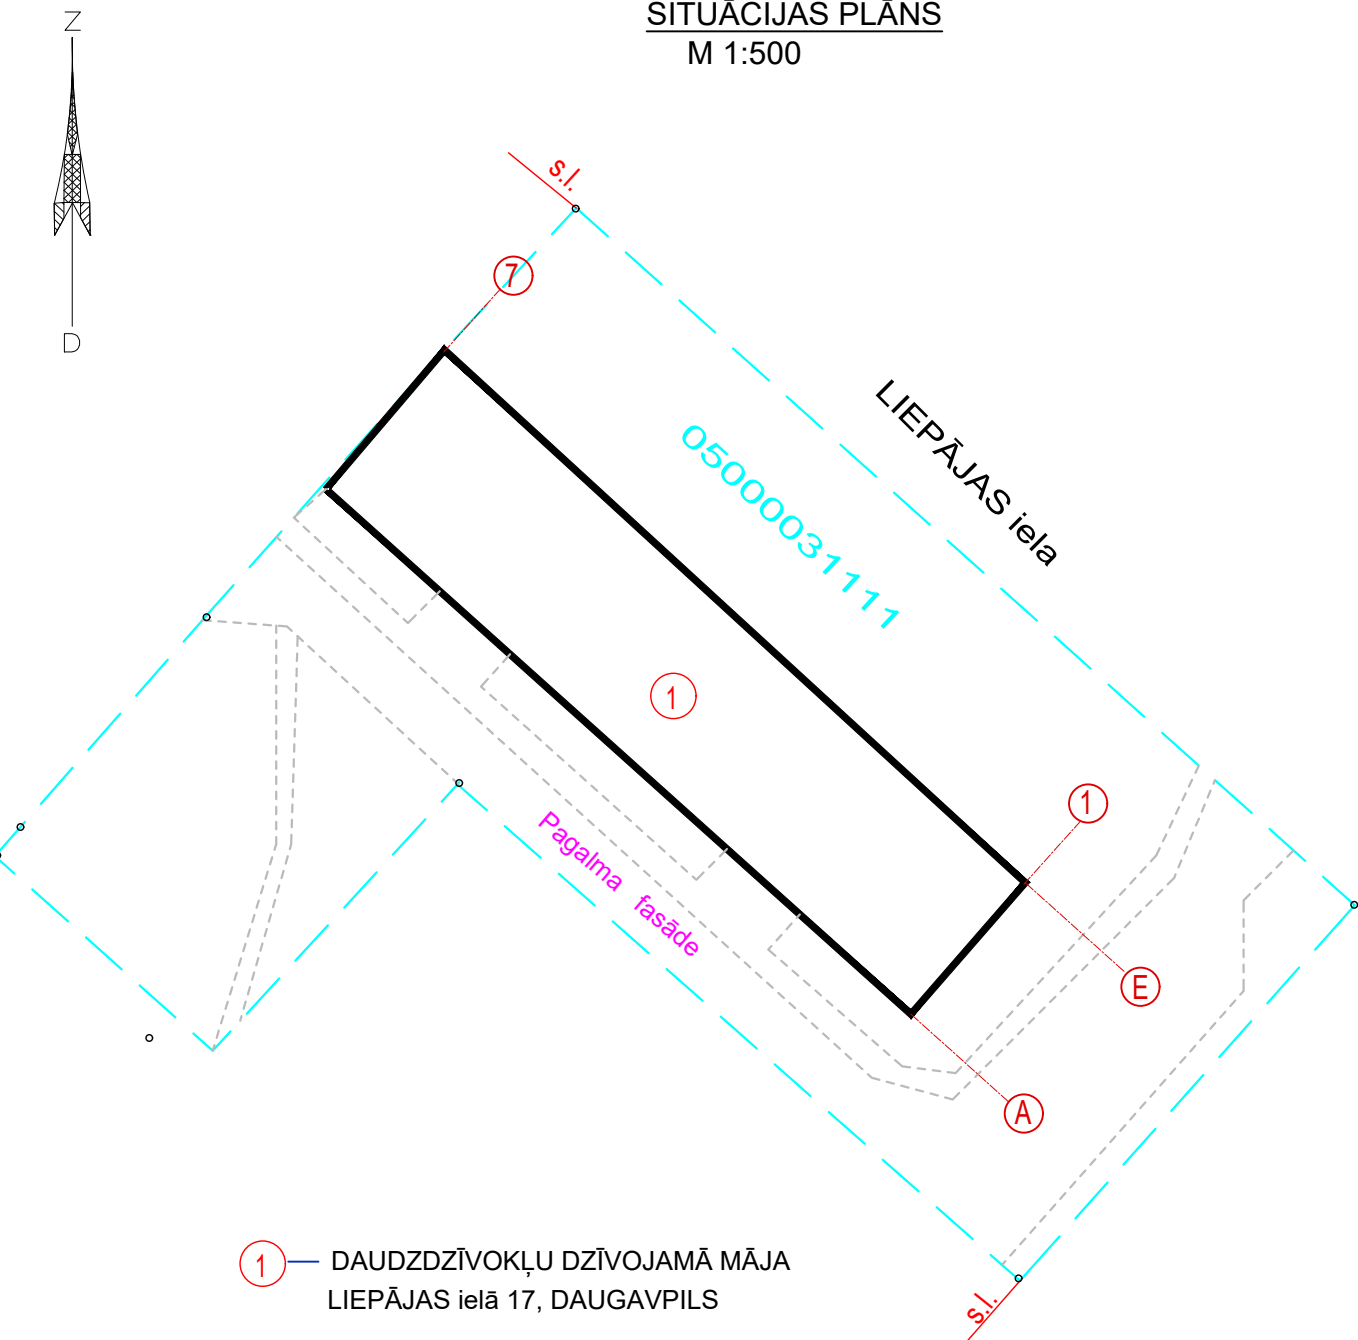 SITUĀCIJAS PLĀNS
M 1:500
Z
D
s.l.
7
LIEPĀJAS iela
05000031111
1
1
Pagalma fasāde
E
A
1 DAUDZDZĪVOKĻU DZĪVOJAMĀ MĀJA
LIEPĀJAS ielā 17, DAUGAVPILS
s.l.